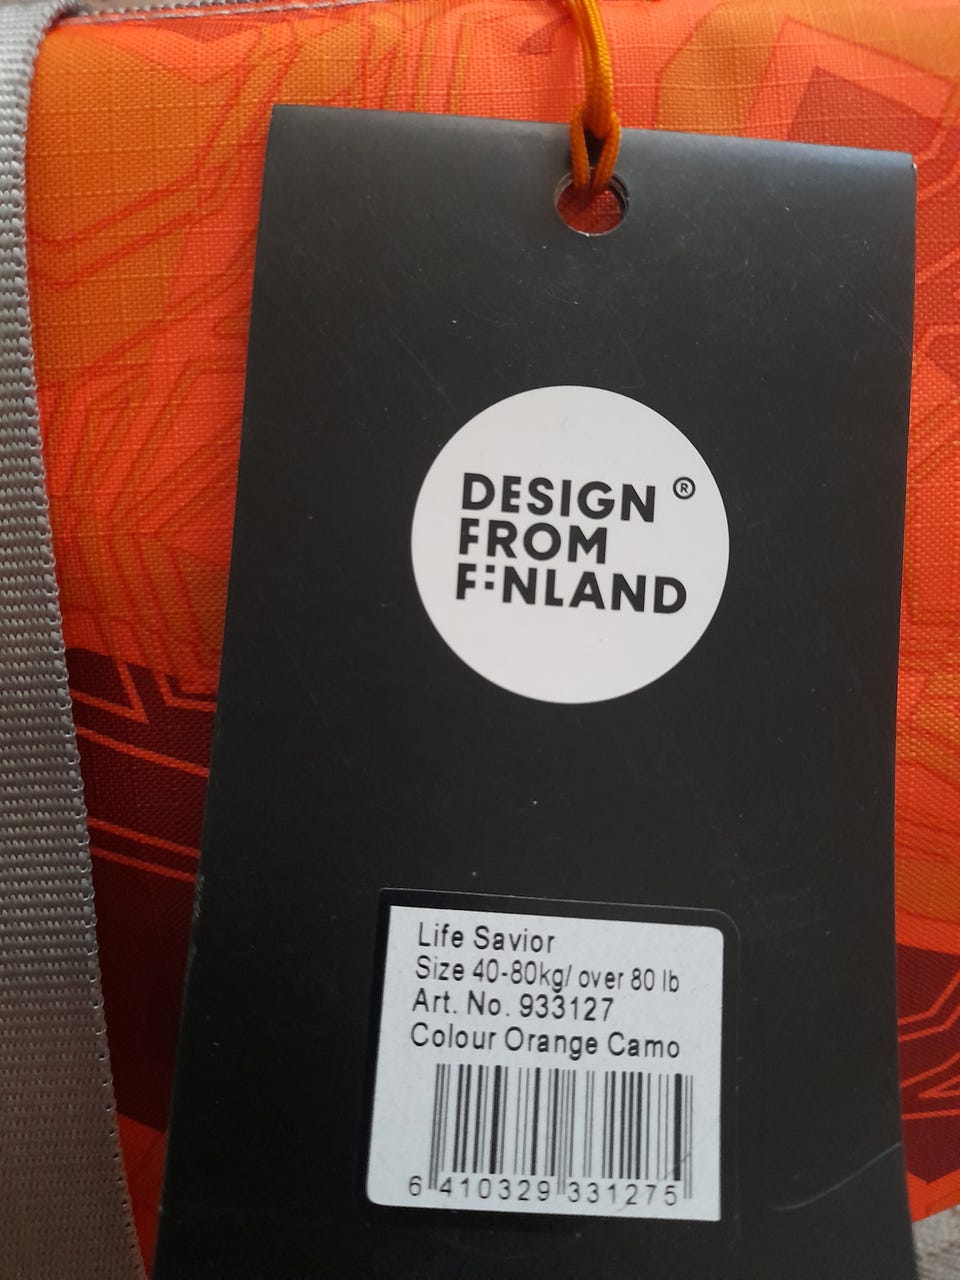 DESIGN ®
FROM
FINLAND
Life Savior
Size 40-80kg/ over 80 lb
Art. No. 933127
Colour Orange Camo
6 410329 331275